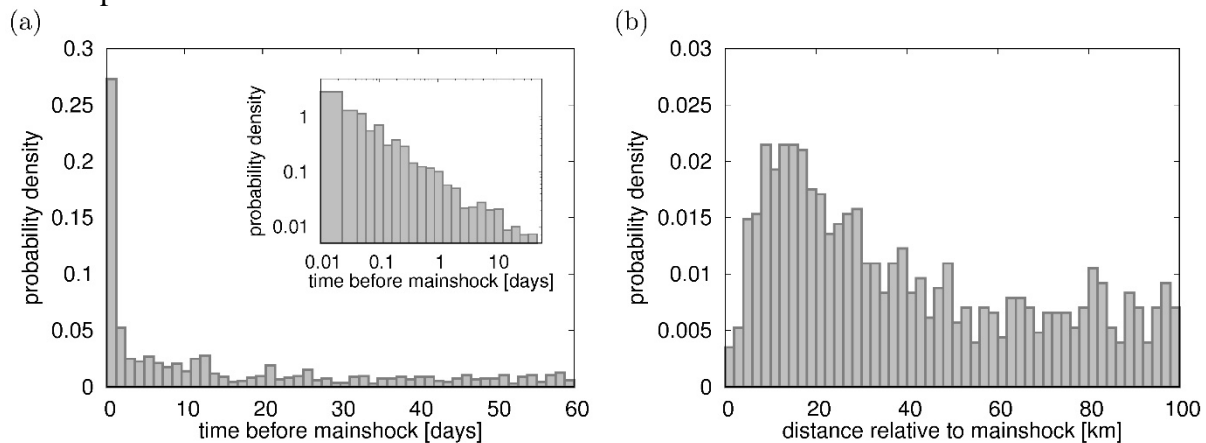 (a)
0.3
0.25
0.2
0.15
0.1
0.05
0
probability density
0 10 20 30 40 50 60
time before mainshock [days]
1
0.1
0.01
probability density
0.01 0.1 1 10
time before mainshock [days]
(b)
0.03
0.025
0.02
0.015
0.01
0.005
0
probability density
0 20 40 60 80 100
distance relative to mainshock [km]